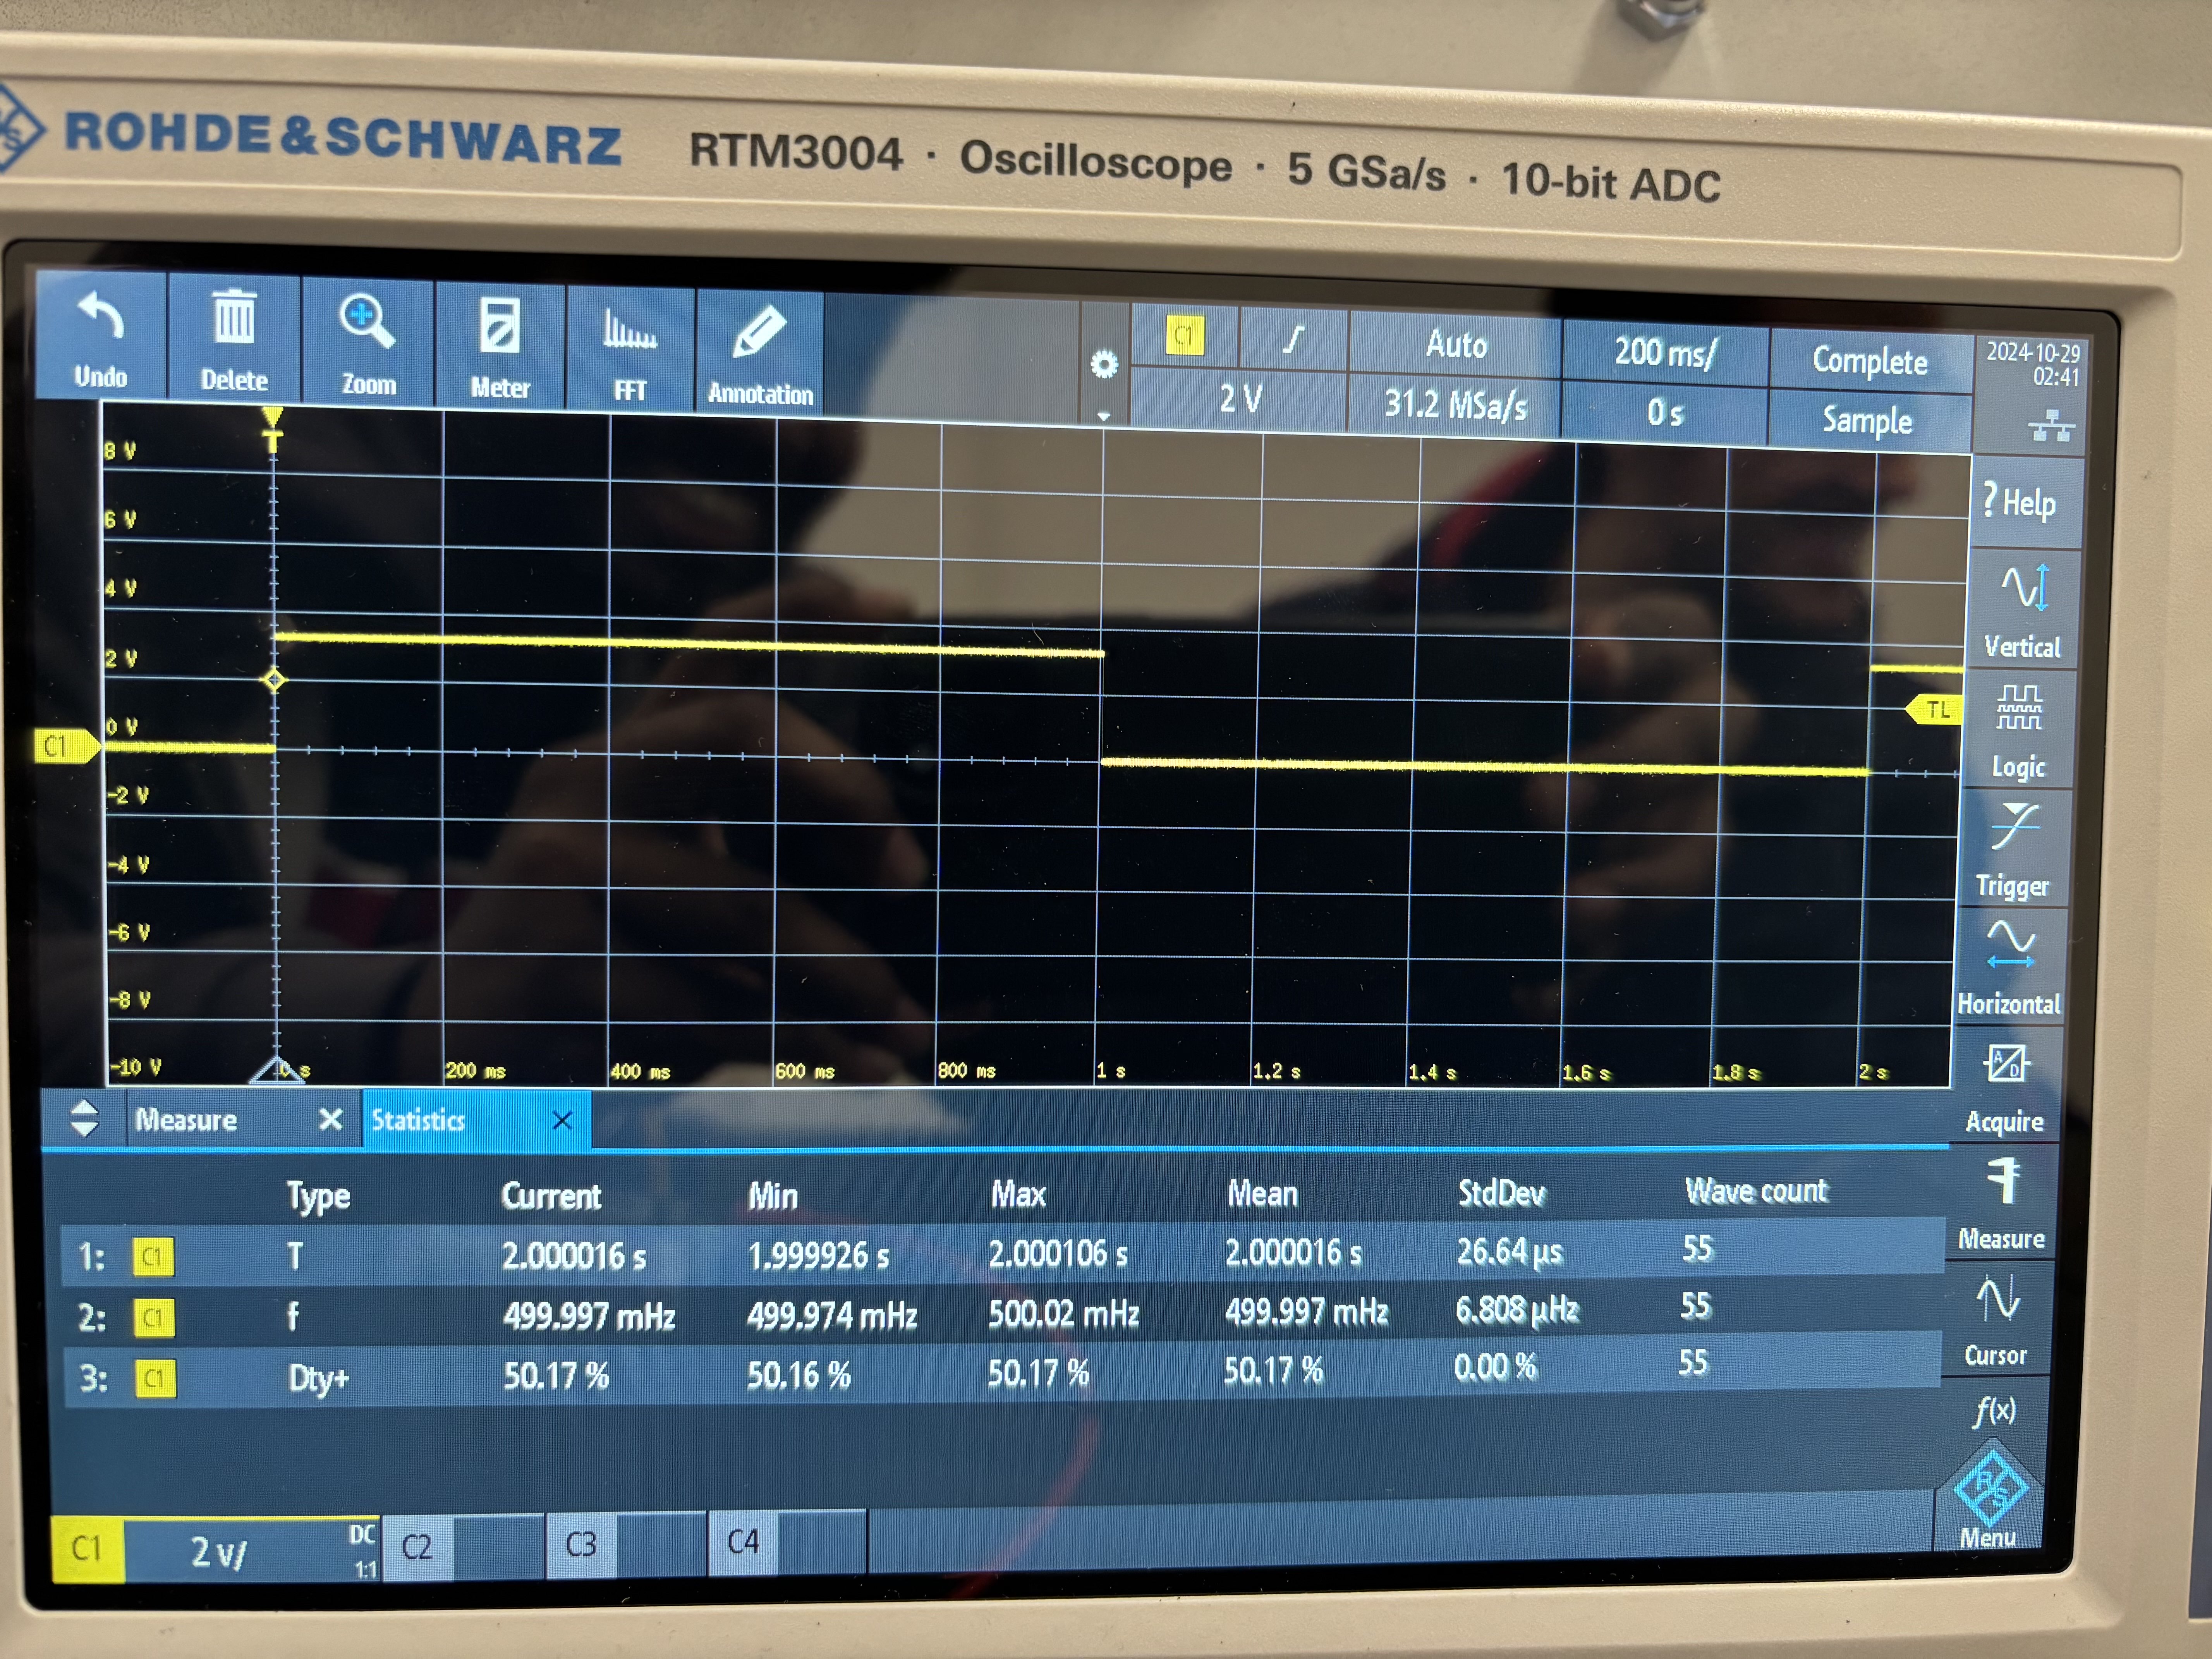 ROHDE&SCHWARZ RTM3004 · Oscilloscope · 5 GSa/s · 10-bit ADC
Undo Delete Zoom Meter FFT Annotation
C1 Auto 200 ms/ Complete
2 V 31.2 MSa/s 0 s Sample
2024-10-29
02:41
T
8 V
6 V
4 V
2 V
0 V
-2 V
-4 V
-6 V
-8 V
-10 V
C1
TL
0 s 200 ms 400 ms 600 ms 800 ms 1 s 1.2 s 1.4 s 1.6 s 1.8 s 2 s
? Help
Vertical
Logic
Trigger
Horizontal
A/D
Acquire
Measure
Cursor
f(x)
R/S
Menu
Measure X Statistics X
Type Current Min Max Mean StdDev Wave count
1: C1 T 2.000016 s 1.999926 s 2.000106 s 2.000016 s 26.64 µs 55
2: C1 f 499.997 mHz 499.974 mHz 500.02 mHz 499.997 mHz 6.808 µHz 55
3: C1 Dty+ 50.17 % 50.16 % 50.17 % 50.17 % 0.00 % 55
C1 2 V/ DC 1:1 C2 C3 C4